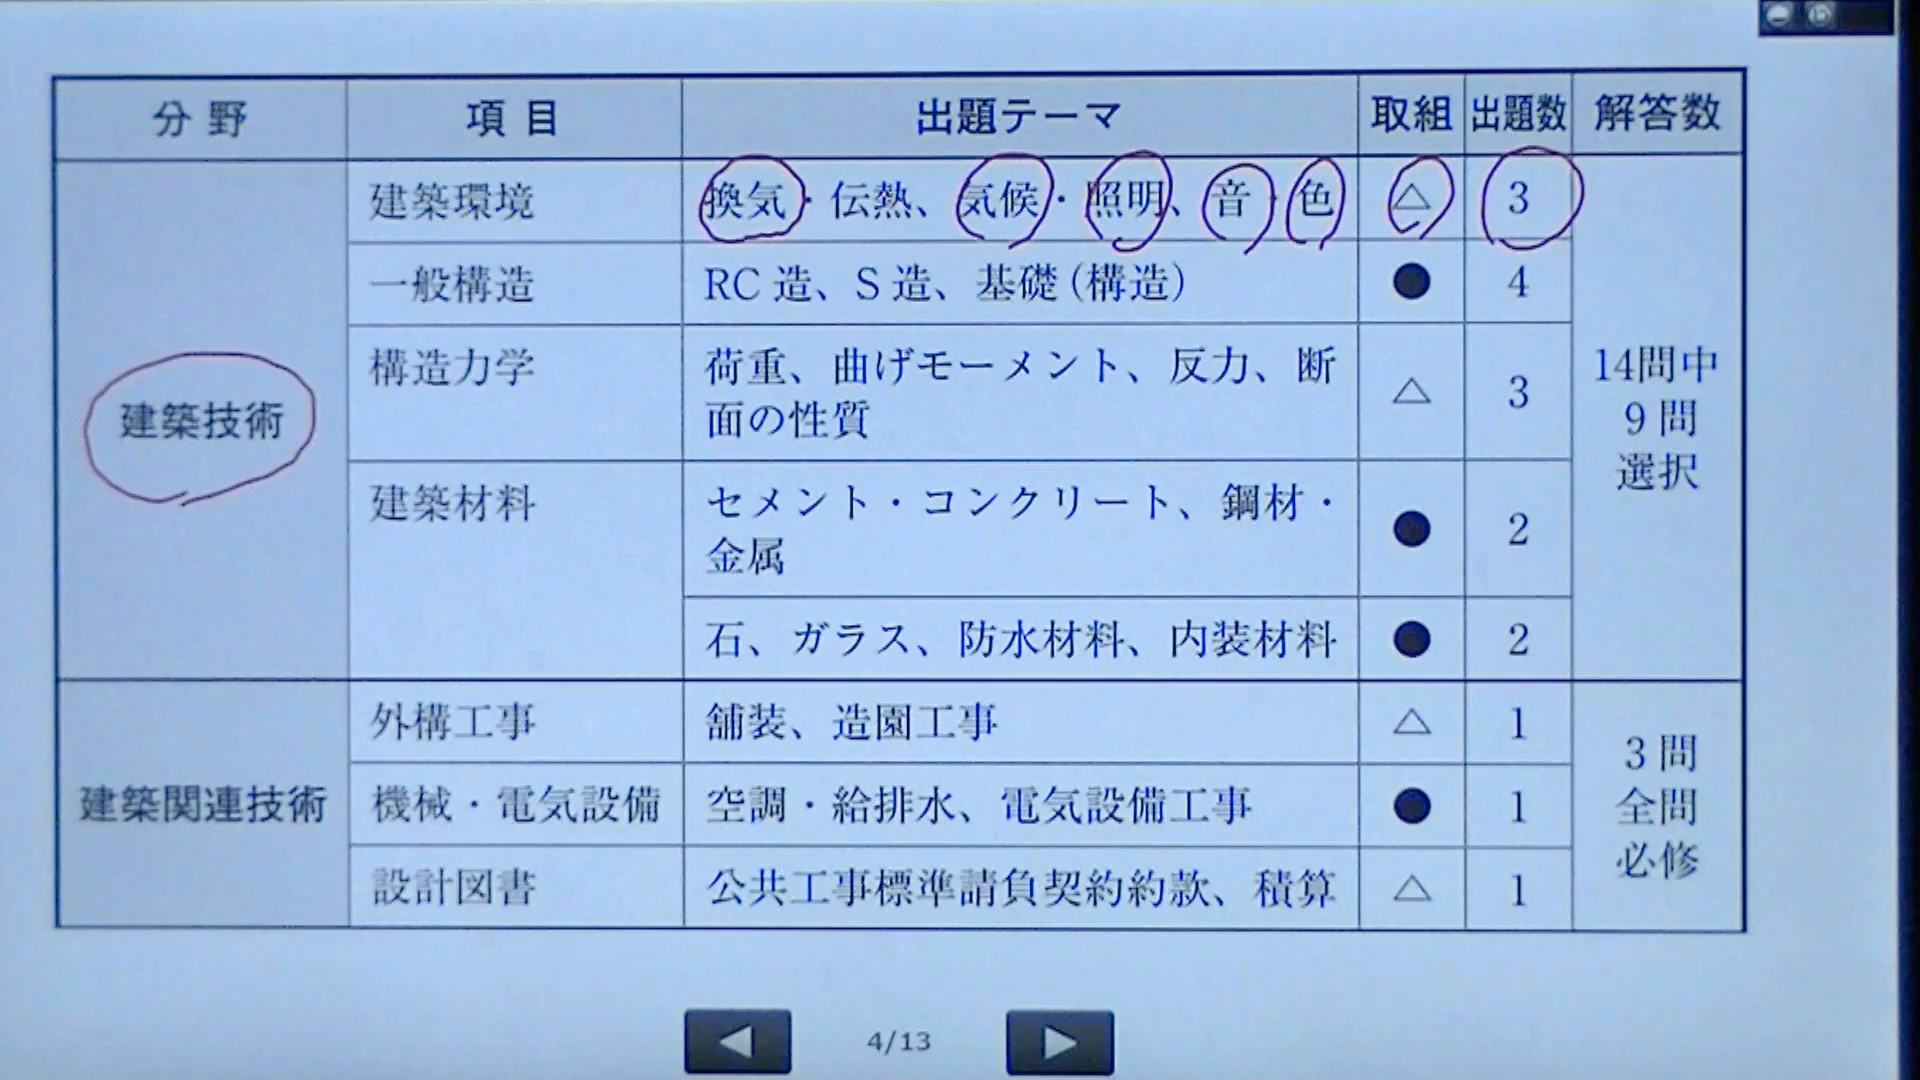 分野 項目 出題テーマ 取組 出題数 解答数
建築環境 換気・伝熱、気候・照明、音・色 △ 3
一般構造 RC造、S造、基礎(構造) ● 4
構造力学 荷重、曲げモーメント、反力、断
面の性質 △ 3
14問中
9問
選択
建築技術
建築材料 セメント・コンクリート、鋼材・
金属 ● 2
石、ガラス、防水材料、内装材料 ● 2
外構工事 舗装、造園工事 △ 1
建築関連技術 機械・電気設備 空調・給排水、電気設備工事 ● 1
3問
全問
必修
設計図書 公共工事標準請負契約約款、積算 △ 1
4/13